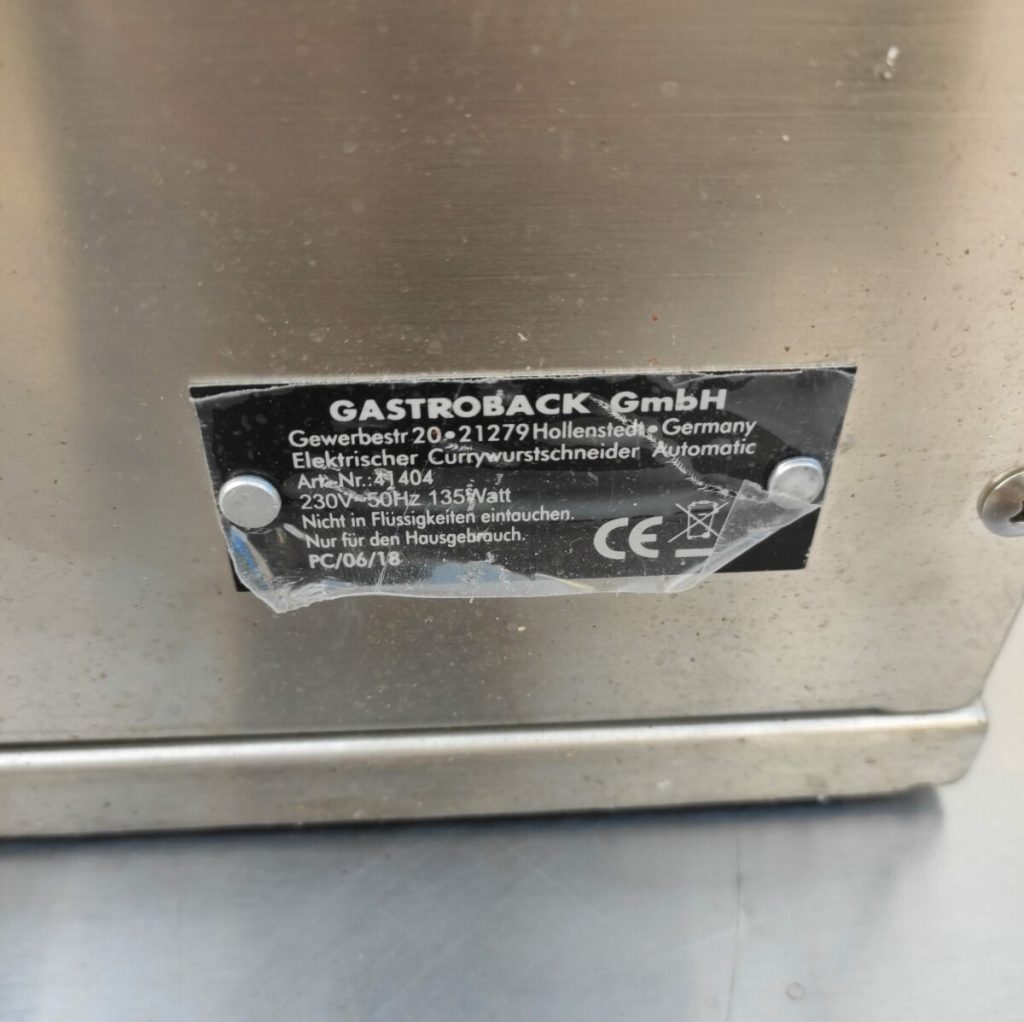 GASTROBACK GmbH
Gewerbestr 20 • 21279 Hollenstedt • Germany
Elektrischer Currywurstschneider Automatic
Art.-Nr.: 41404
230V~50Hz 135Watt
Nicht in Flüssigkeiten eintauchen.
Nur für den Hausgebrauch.
PC/06/18
CE